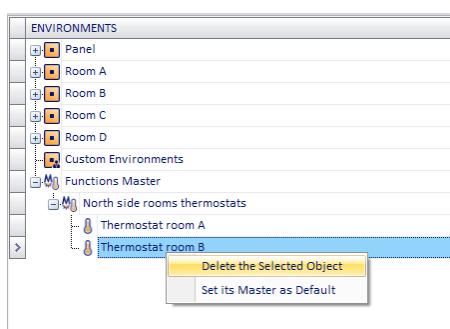 ENVIRONMENTS
Panel
Room A
Room B
Room C
Room D
Custom Environments
Functions Master
North side rooms thermostats
Thermostat room A
Thermostat room B
Delete the Selected Object
Set its Master as Default